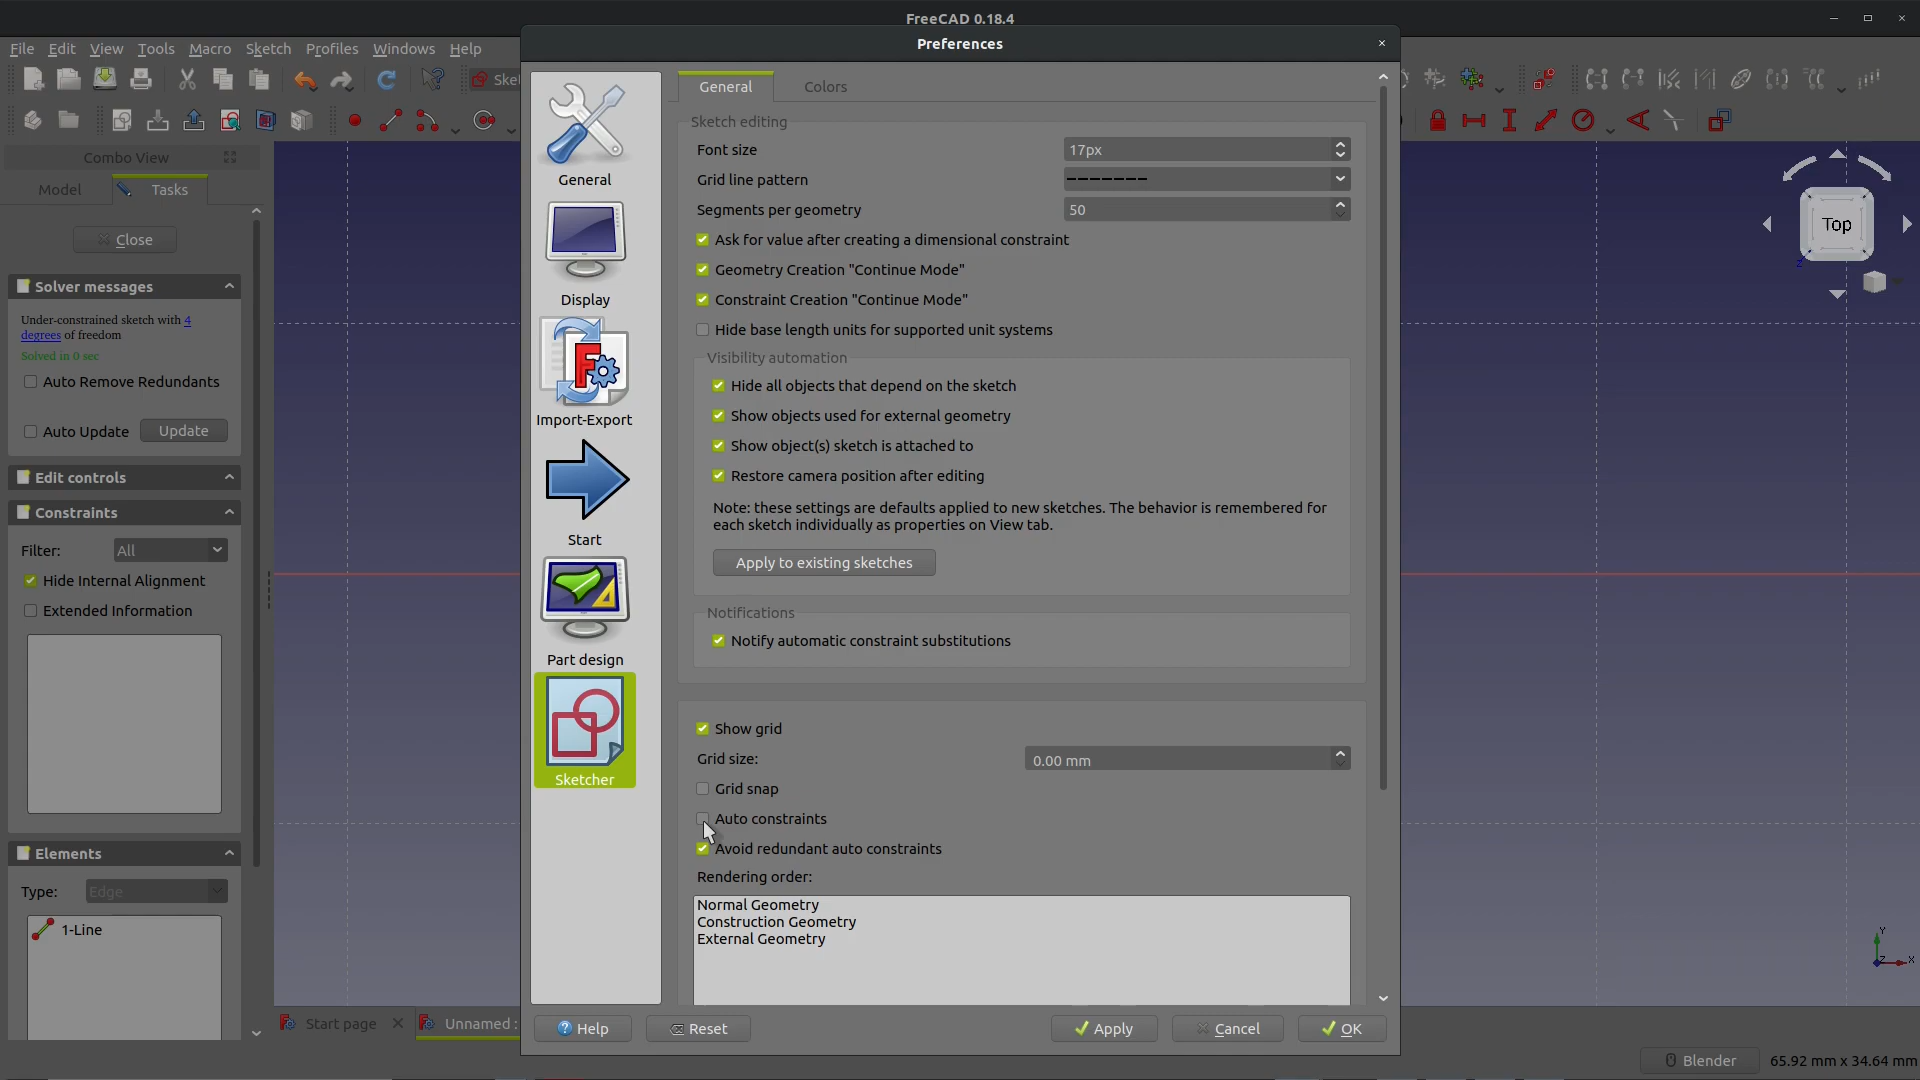 FreeCAD 0.18.4
File Edit View Tools Macro Sketch Profiles Windows Help
Preferences
Combo View
Model
Tasks
Close
Solver messages
Under-constrained sketch with 4
degrees of freedom
Solved in 0 sec
Auto Remove Redundants
Auto Update
Update
Edit controls
Constraints
Filter:
All
Hide Internal Alignment
Extended Information
Elements
Type:
Edge
1-Line
General
Display
Import-Export
Start
Part design
Sketcher
General
Colors
Sketch editing
Font size
17px
Grid line pattern
Segments per geometry
50
Ask for value after creating a dimensional constraint
Geometry Creation "Continue Mode"
Constraint Creation "Continue Mode"
Hide base length units for supported unit systems
Visibility automation
Hide all objects that depend on the sketch
Show objects used for external geometry
Show object(s) sketch is attached to
Restore camera position after editing
Note: these settings are defaults applied to new sketches. The behavior is remembered for
each sketch individually as properties on View tab.
Apply to existing sketches
Notifications
Notify automatic constraint substitutions
Show grid
Grid size:
0.00 mm
Grid snap
Auto constraints
Avoid redundant auto constraints
Rendering order:
Normal Geometry
Construction Geometry
External Geometry
Help
Reset
Apply
Cancel
OK
Top
Z
Y
Z
X
Start page
Unnamed :
Blender
65.92 mm x 34.64 mm